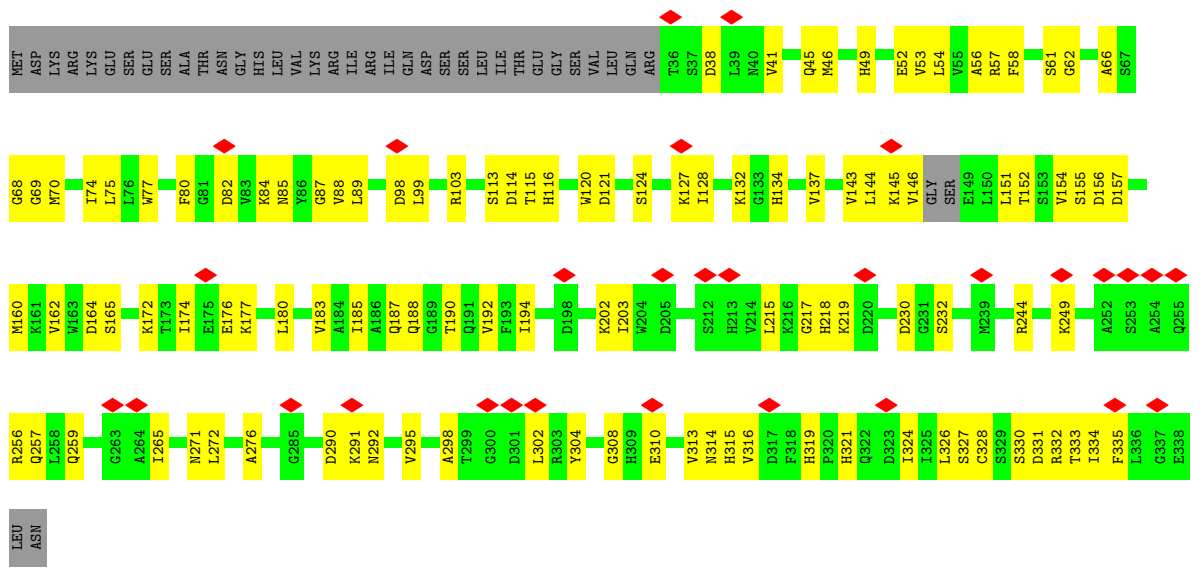 MET ASP LYS ARG LYS GLU SER GLU SER ALA THR ASN GLY HIS LEU VAL LYS ARG ILE ARG ILE GLN ASP SER SER LEU ILE THR GLU GLY SER VAL LEU GLN ARG T36 S37 D38 L39 N40 V41 Q45 M46 H49 E52 V53 L54 V55 A56 R57 F58 S61 G62 A66 S67
G68 G69 M70 I74 L75 L76 W77 F80 G81 D82 V83 K84 N85 Y86 G87 V88 L89 D98 L99 R103 S113 D114 T115 H116 W120 D121 S124 K127 I128 K132 G133 H134 V137 V143 L144 K145 V146 GLY SER E149 L150 L151 T152 S153 V154 S155 D156 D157
M160 K161 V162 W163 D164 S165 K172 T173 I174 E175 E176 K177 L180 V183 A184 I185 A186 Q187 Q188 G189 T190 Q191 V192 F193 I194 D198 K202 I203 W204 D205 S212 H213 V214 L215 K216 G217 H218 K219 D220 D230 G231 S232 M239 R244 K249 A252 S253 A254 Q255
R256 Q257 L258 Q259 G263 A264 I265 N271 L272 A276 G285 D290 K291 N292 V295 A298 T299 G300 D301 L302 R303 Y304 G308 H309 E310 V313 N314 H315 V316 D317 F318 H319 P320 H321 Q322 D323 I324 I325 L326 S327 C328 S329 S330 D331 R332 T333 I334 F335 L336 G337 E338
LEU ASN